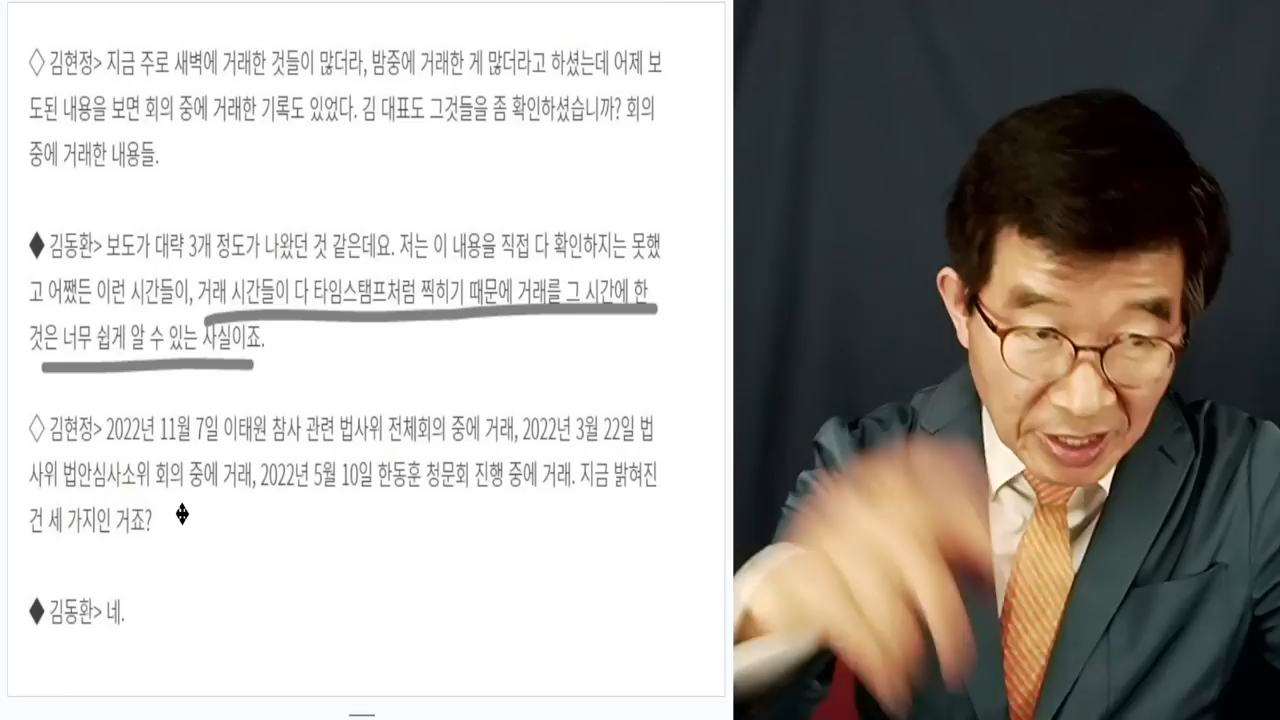 ◇ 김현정> 지금 주로 새벽에 거래한 것들이 많더라, 밤중에 거래한 게 많더라고 하셨는데 어제 보
도된 내용을 보면 회의 중에 거래한 기록도 있었다. 김 대표도 그것들을 좀 확인하셨습니까? 회의
중에 거래한 내용들.
◆ 김동환> 보도가 대략 3개 정도가 나왔던 것 같은데요. 저는 이 내용을 직접 다 확인하지는 못했
고 어쨌든 이런 시간들이, 거래 시간들이 다 타임스탬프처럼 찍히기 때문에 거래를 그 시간에 한
것은 너무 쉽게 알 수 있는 사실이죠.
◇ 김현정> 2022년 11월 7일 이태원 참사 관련 법사위 전체회의 중에 거래, 2022년 3월 22일 법
사위 법안심사소위 회의 중에 거래, 2022년 5월 10일 한동훈 청문회 진행 중에 거래. 지금 밝혀진
건 세 가지인 거죠?
◆ 김동환> 네.